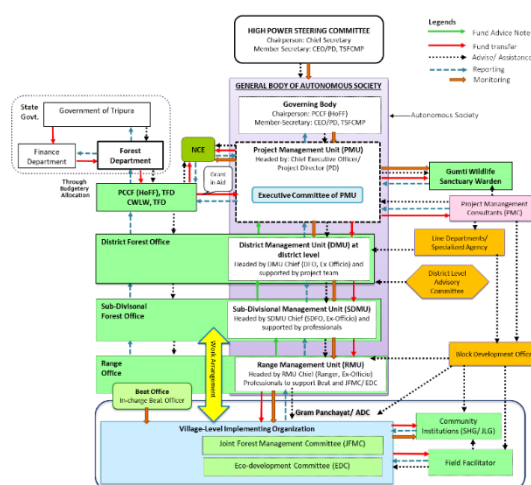 HIGH POWER STEERING COMMITTEE
Chairperson: Chief Secretary
Member Secretary: CEO/PD, TSFCMP
Legends
Fund Advice Note
Fund transfer
Advise/ Assistance
Reporting
Monitoring
GENERAL BODY OF AUTONOMOUS SOCIETY
Governing Body
Chairperson: PCCF (HoFF)
Member-Secretary: CEO/PD, TSFCMP
Autonomous Society
State
Govt.
Government of Tripura
Finance
Department
Forest
Department
NCE
Project Management Unit (PMU)
Headed by: Chief Executive Officer/
Project Director (PD)
Executive Committee of PMU
Through
Budgetary
Allocation
Grant
in Aid
PCCF (HoFF), TFD
CWLW, TFD
Gumti Wildlife
Sanctuary Warden
Project Management
Consultants (PMC)
District Forest Office
District Management Unit (DMU) at
district level
Headed by DMU Chief (DFO, Ex Officio) and
supported by project team
Line Departments/
Specialized Agency
District Level
Advisory
Committee
Sub-Divisonal
Forest Office
Sub-Divisional Management Unit (SDMU)
Headed by SDMU Chief (SDFO, Ex-Officio) and
supported by professionals
Work Arrangement
Range
Office
Range Management Unit (RMU)
Headed by RMU Chief (Ranger, Ex-Officio)
Professionals to support Beat and JFMC/ EDC
Block Development Officer
Beat Office
In-charge Beat Officer
Gram Panchayat/ ADC
Village-Level Implementing Organization
Joint Forest Management Committee (JFMC)
Eco-development Committee (EDC)
Community
Institutions (SHG/ JLG)
Field Facilitator